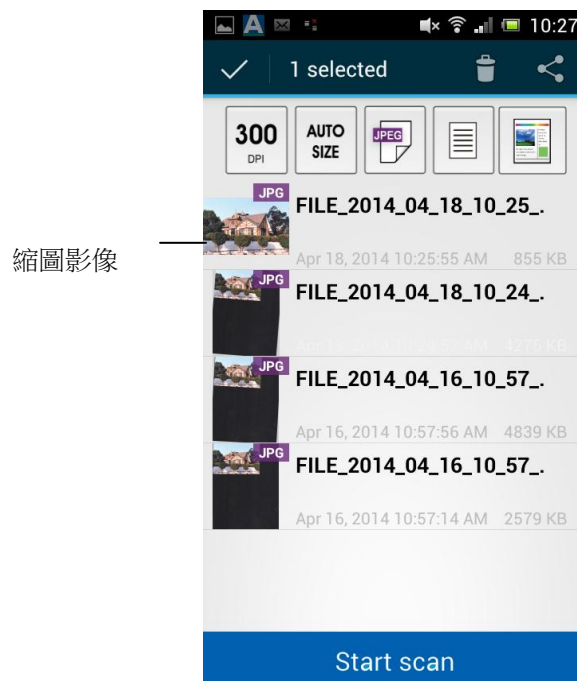 10:27
1 selected
300
DPI
AUTO
SIZE
JPEG
縮圖影像
JPG
FILE_2014_04_18_10_25_.
Apr 18, 2014 10:25:55 AM 855 KB
JPG
FILE_2014_04_18_10_24_.
4275 KB
JPG
FILE_2014_04_16_10_57_.
Apr 16, 2014 10:57:56 AM 4839 KB
JPG
FILE_2014_04_16_10_57_.
Apr 16, 2014 10:57:14 AM 2579 KB
Start scan